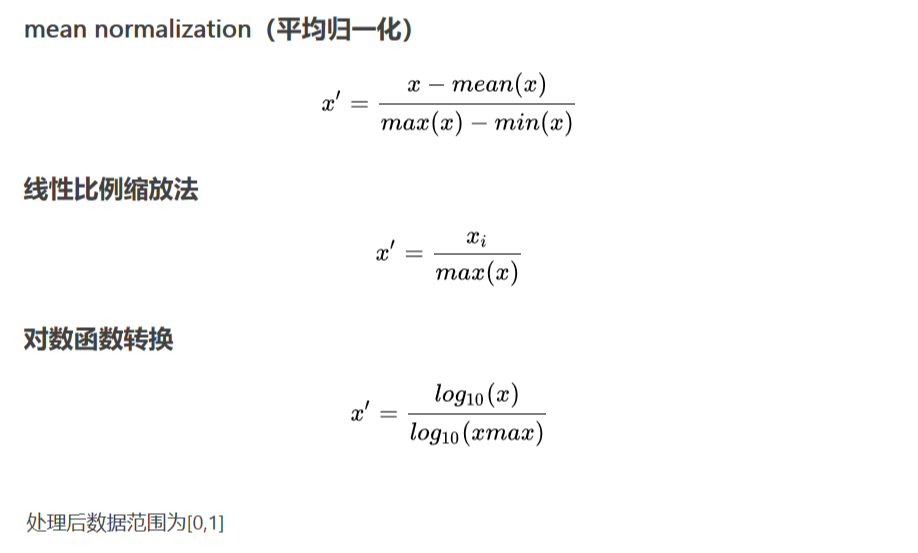 mean normalization（平均归一化）
x′ = \frac{x − mean(x)}{max(x) − min(x)}
线性比例缩放法
x′ = \frac{x_i}{max(x)}
对数函数转换
x′ = \frac{log_{10}(x)}{log_{10}(xmax)}
处理后数据范围为[0,1]